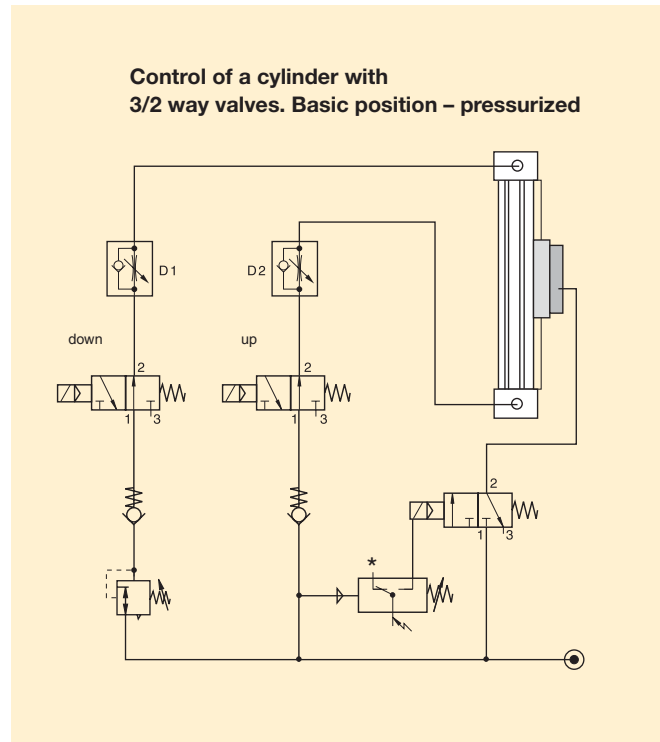 Control of a cylinder with
3/2 way valves. Basic position – pressurized
D1
D2
down
up
2
2
1
3
1
3
2
*
1
3